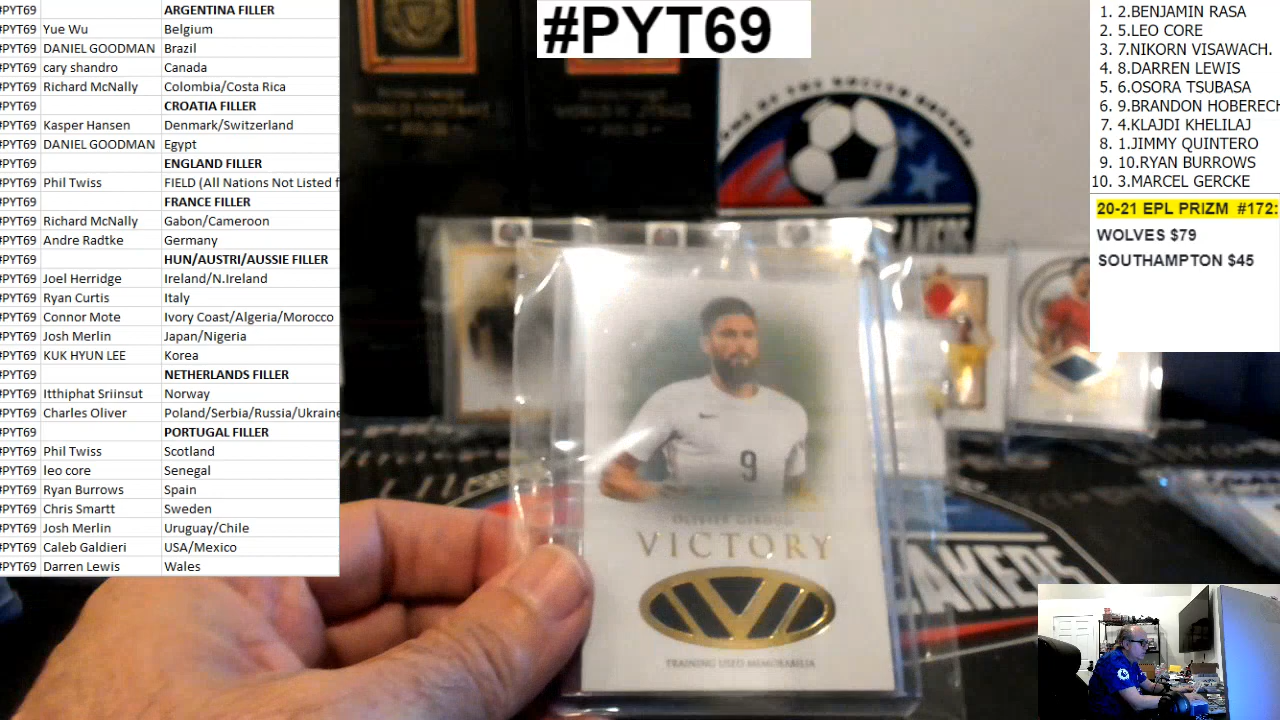 #PYT69 ARGENTINA FILLER
#PYT69 Yue Wu Belgium
#PYT69 DANIEL GOODMAN Brazil
#PYT69 cary shandro Canada
#PYT69 Richard McNally Colombia/Costa Rica
#PYT69 CROATIA FILLER
#PYT69 Kasper Hansen Denmark/Switzerland
#PYT69 DANIEL GOODMAN Egypt
#PYT69 ENGLAND FILLER
#PYT69 Phil Twiss FIELD (All Nations Not Listed f
#PYT69 FRANCE FILLER
#PYT69 Richard McNally Gabon/Cameroon
#PYT69 Andre Radtke Germany
#PYT69 HUN/AUSTRI/AUSSIE FILLER
#PYT69 Joel Herridge Ireland/N.Ireland
#PYT69 Ryan Curtis Italy
#PYT69 Connor Mote Ivory Coast/Algeria/Morocco
#PYT69 Josh Merlin Japan/Nigeria
#PYT69 KUK HYUN LEE Korea
#PYT69 NETHERLANDS FILLER
#PYT69 Itthiphat Sriinsut Norway
#PYT69 Charles Oliver Poland/Serbia/Russia/Ukraine
#PYT69 PORTUGAL FILLER
#PYT69 Phil Twiss Scotland
#PYT69 leo core Senegal
#PYT69 Ryan Burrows Spain
#PYT69 Chris Smartt Sweden
#PYT69 Josh Merlin Uruguay/Chile
#PYT69 Caleb Galdieri USA/Mexico
#PYT69 Darren Lewis Wales
#PYT69
1. 2.BENJAMIN RASA
2. 5.LEO CORE
3. 7.NIKORN VISAWACH.
4. 8.DARREN LEWIS
5. 6.OSORA TSUBASA
6. 9.BRANDON HOBERECH
7. 4.KLAJDI KHELILAJ
8. 1.JIMMY QUINTERO
9. 10.RYAN BURROWS
10. 3.MARCEL GERCKE
20-21 EPL PRIZM #172:
WOLVES $79
SOUTHAMPTON $45
9
OLIVIER GIROUD
VICTORY
V
TRAINING USED MEMORABILIA